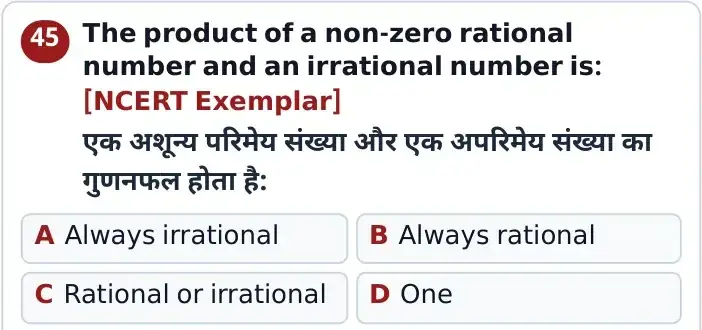 45 The product of a non-zero rational
number and an irrational number is:
[NCERT Exemplar]
एक अशून्य परिमेय संख्या और एक अपरिमेय संख्या का
गुणनफल होता है:
A Always irrational
B Always rational
C Rational or irrational
D One